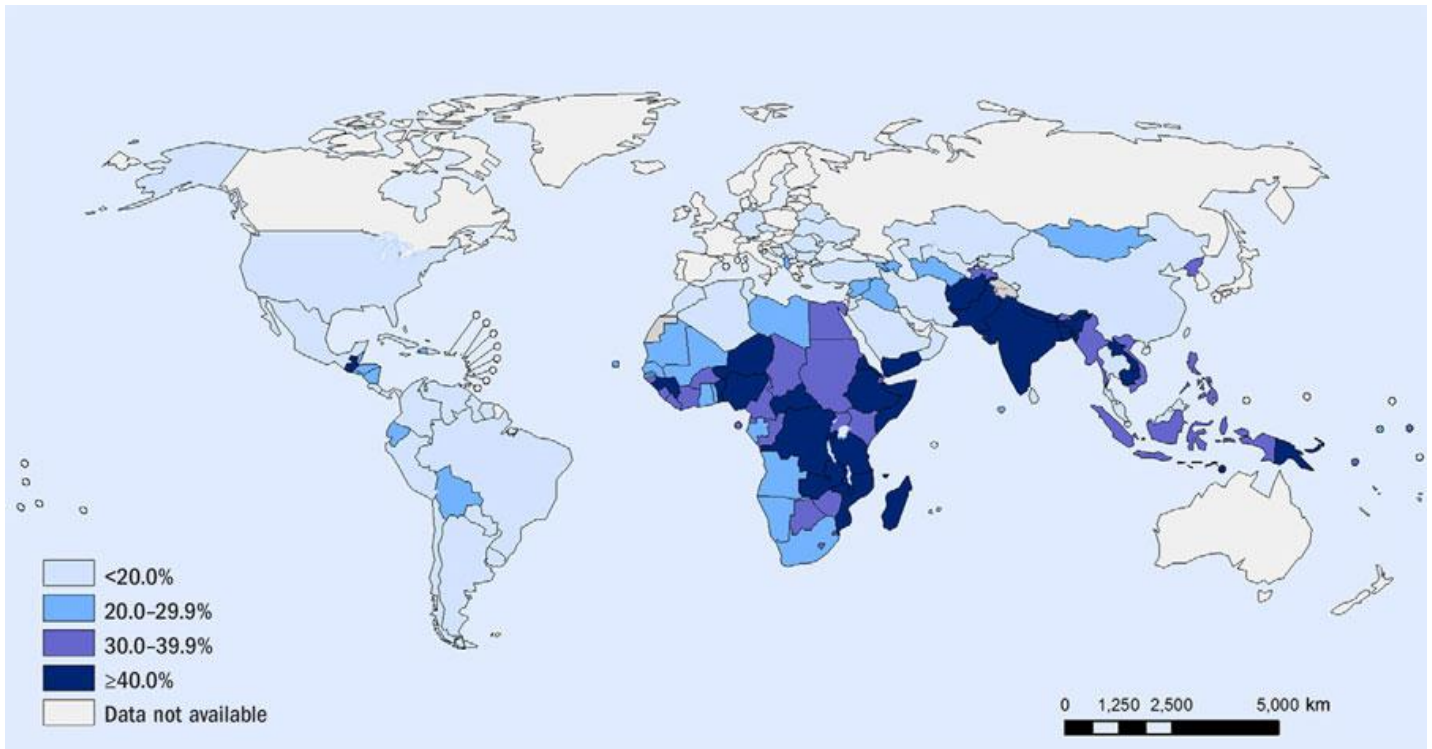 <20.0%
20.0–29.9%
30.0–39.9%
≥40.0%
Data not available
0 1,250 2,500 5,000 km